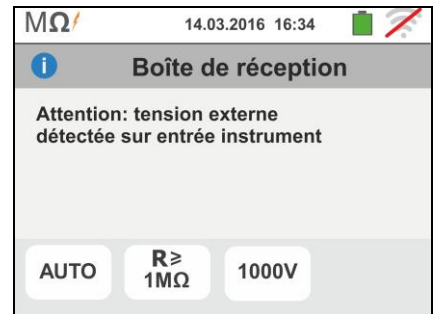 MΩ 14.03.2016 16:34
i Boîte de réception
Attention: tension externe
détectée sur entrée instrument
AUTO R≥ 1MΩ 1000V